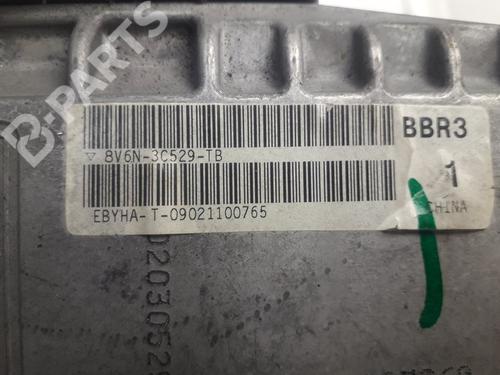 B-PARTS
BBR3
▽ 8V6N-3C529-TB
1
CHINA
EBYHA-T-09021100765